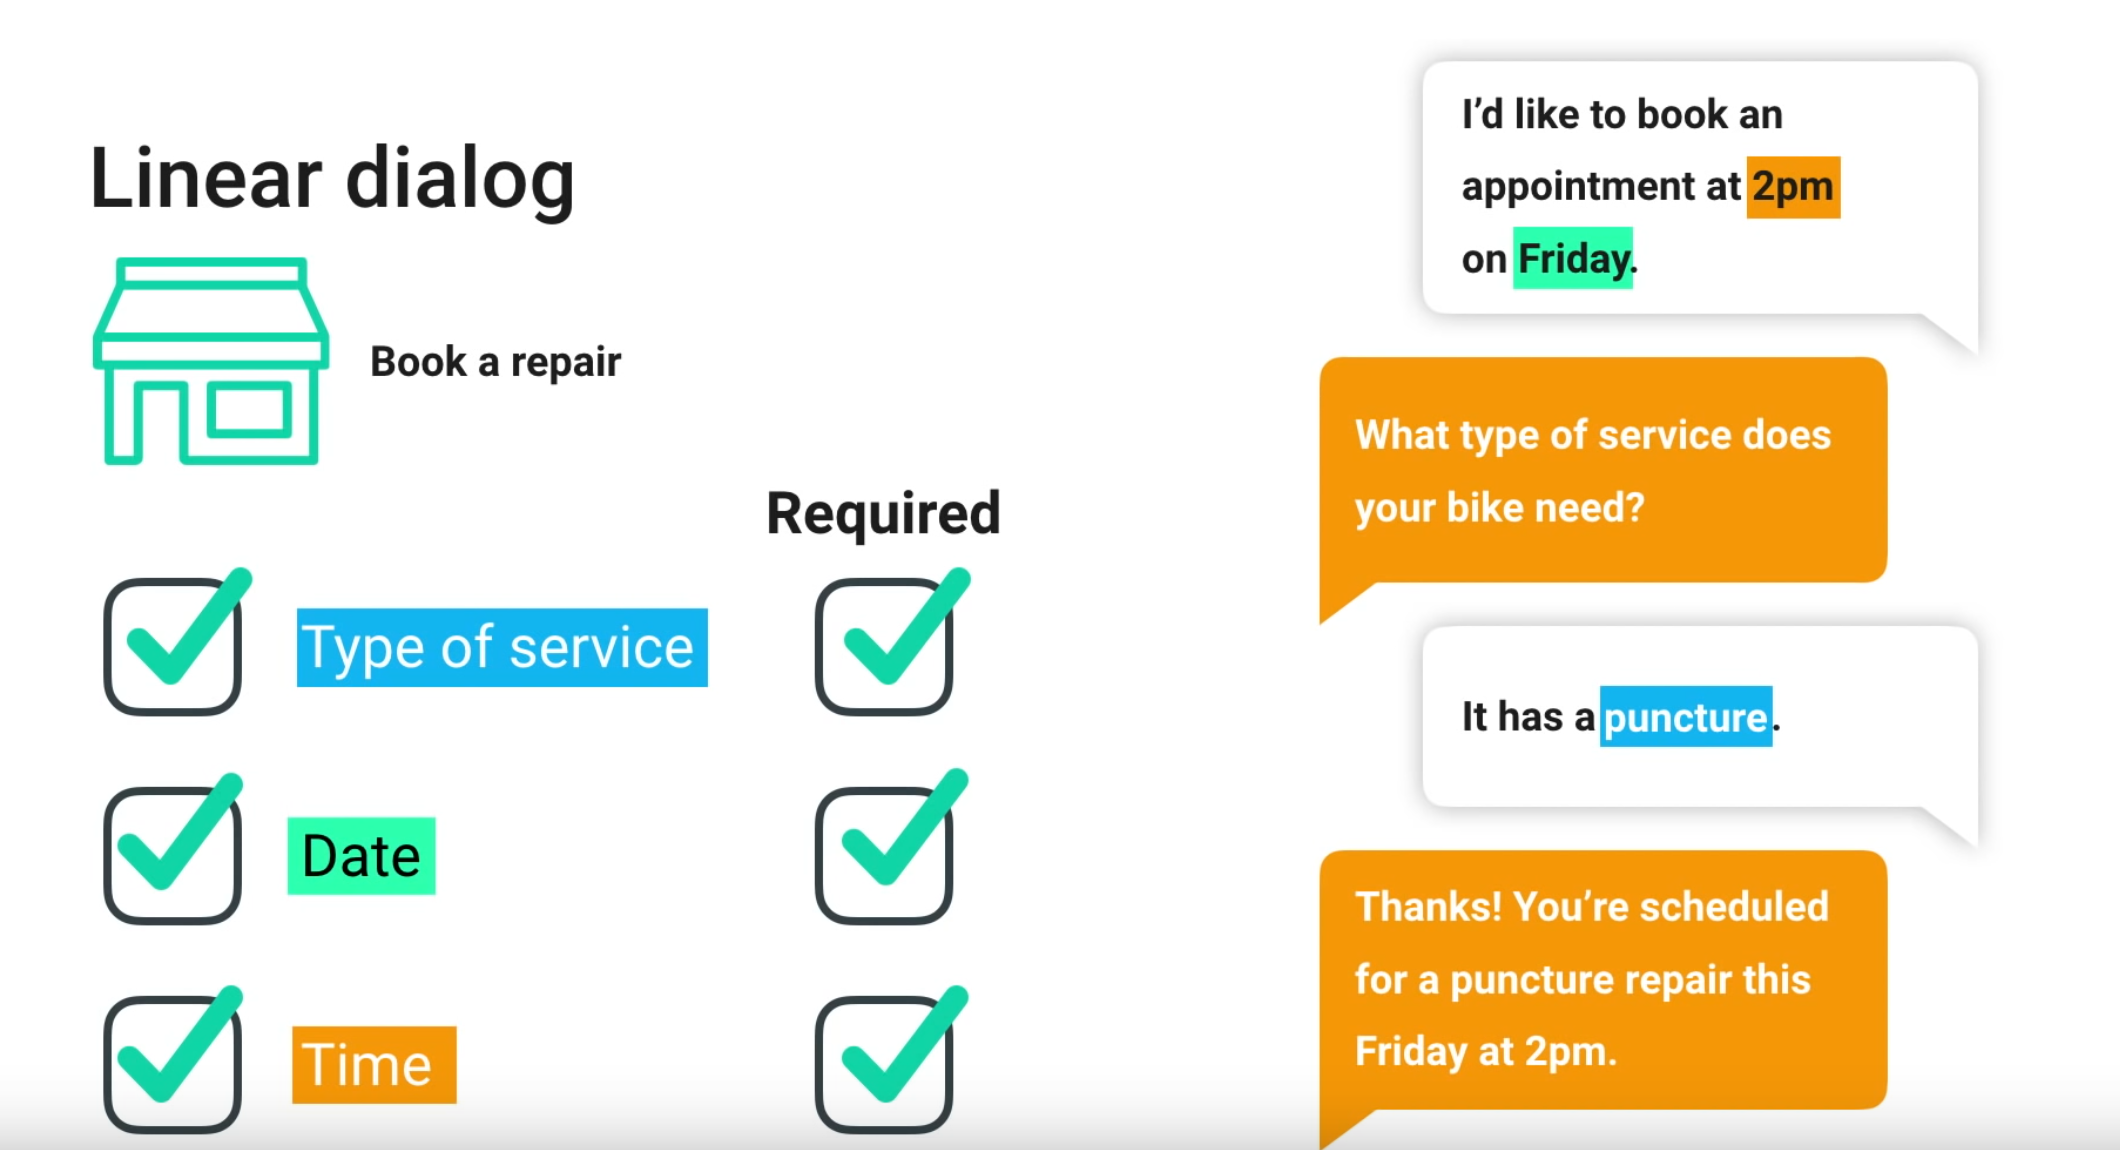 Linear dialog
Book a repair
Required
Type of service
Date
Time
I’d like to book an
appointment at 2pm
on Friday.
What type of service does
your bike need?
It has a puncture.
Thanks! You’re scheduled
for a puncture repair this
Friday at 2pm.